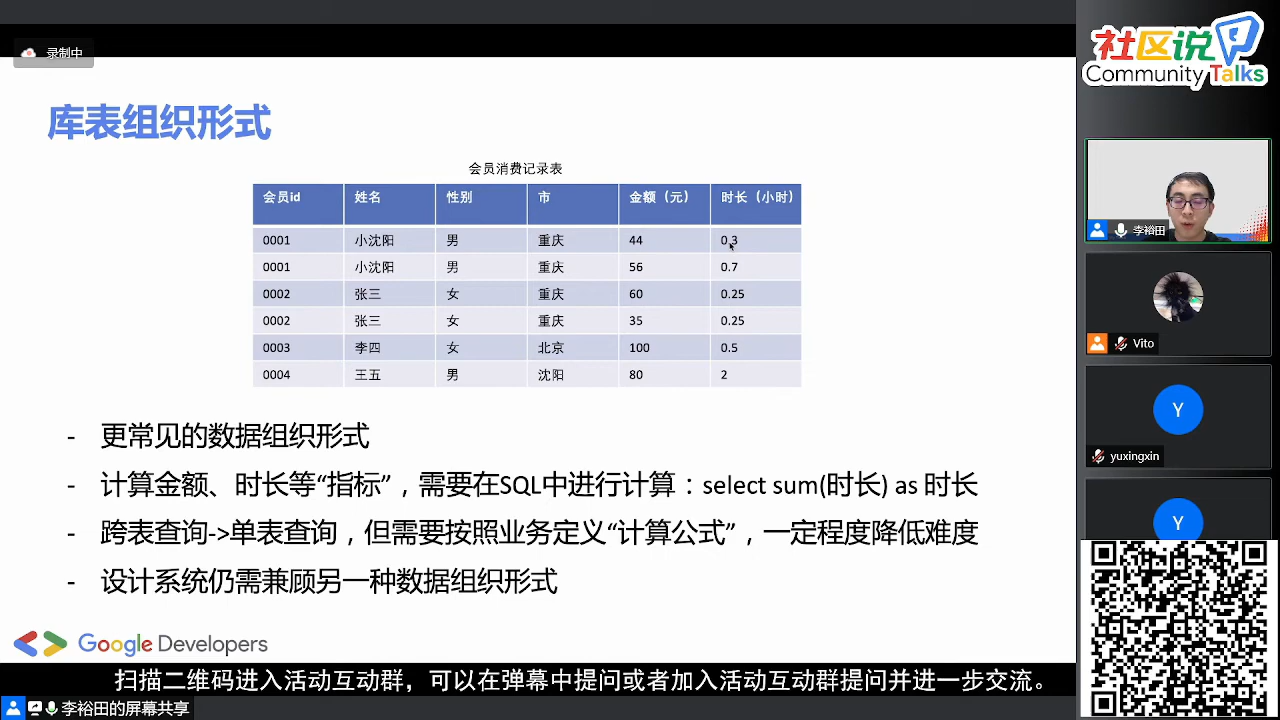 录制中
社区说
Community Talks
库表组织形式
会员消费记录表
会员id 姓名 性别 市 金额（元） 时长（小时）
0001 小沈阳 男 重庆 44 0.3
0001 小沈阳 男 重庆 56 0.7
0002 张三 女 重庆 60 0.25
0002 张三 女 重庆 35 0.25
0003 李四 女 北京 100 0.5
0004 王五 男 沈阳 80 2
- 更常见的数据组织形式
- 计算金额、时长等“指标”，需要在SQL中进行计算：select sum(时长) as 时长
- 跨表查询->单表查询，但需要按照业务定义“计算公式”，一定程度降低难度
- 设计系统仍需兼顾另一种数据组织形式
Google Developers
李裕田
Vito
Y
yuxingxin
Y
扫描二维码进入活动互动群，可以在弹幕中提问或者加入活动互动群提问并进一步交流。
李裕田的屏幕共享